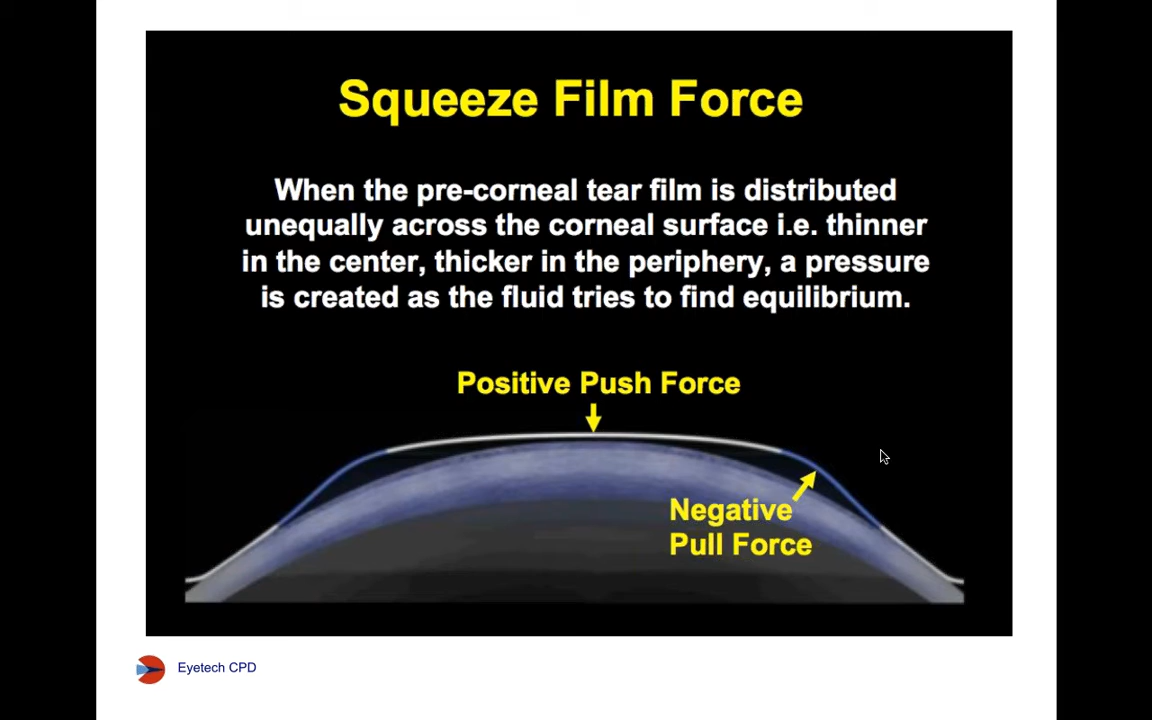 Squeeze Film Force
When the pre-corneal tear film is distributed
unequally across the corneal surface i.e. thinner
in the center, thicker in the periphery, a pressure
is created as the fluid tries to find equilibrium.
Positive Push Force
Negative
Pull Force
Eyetech CPD